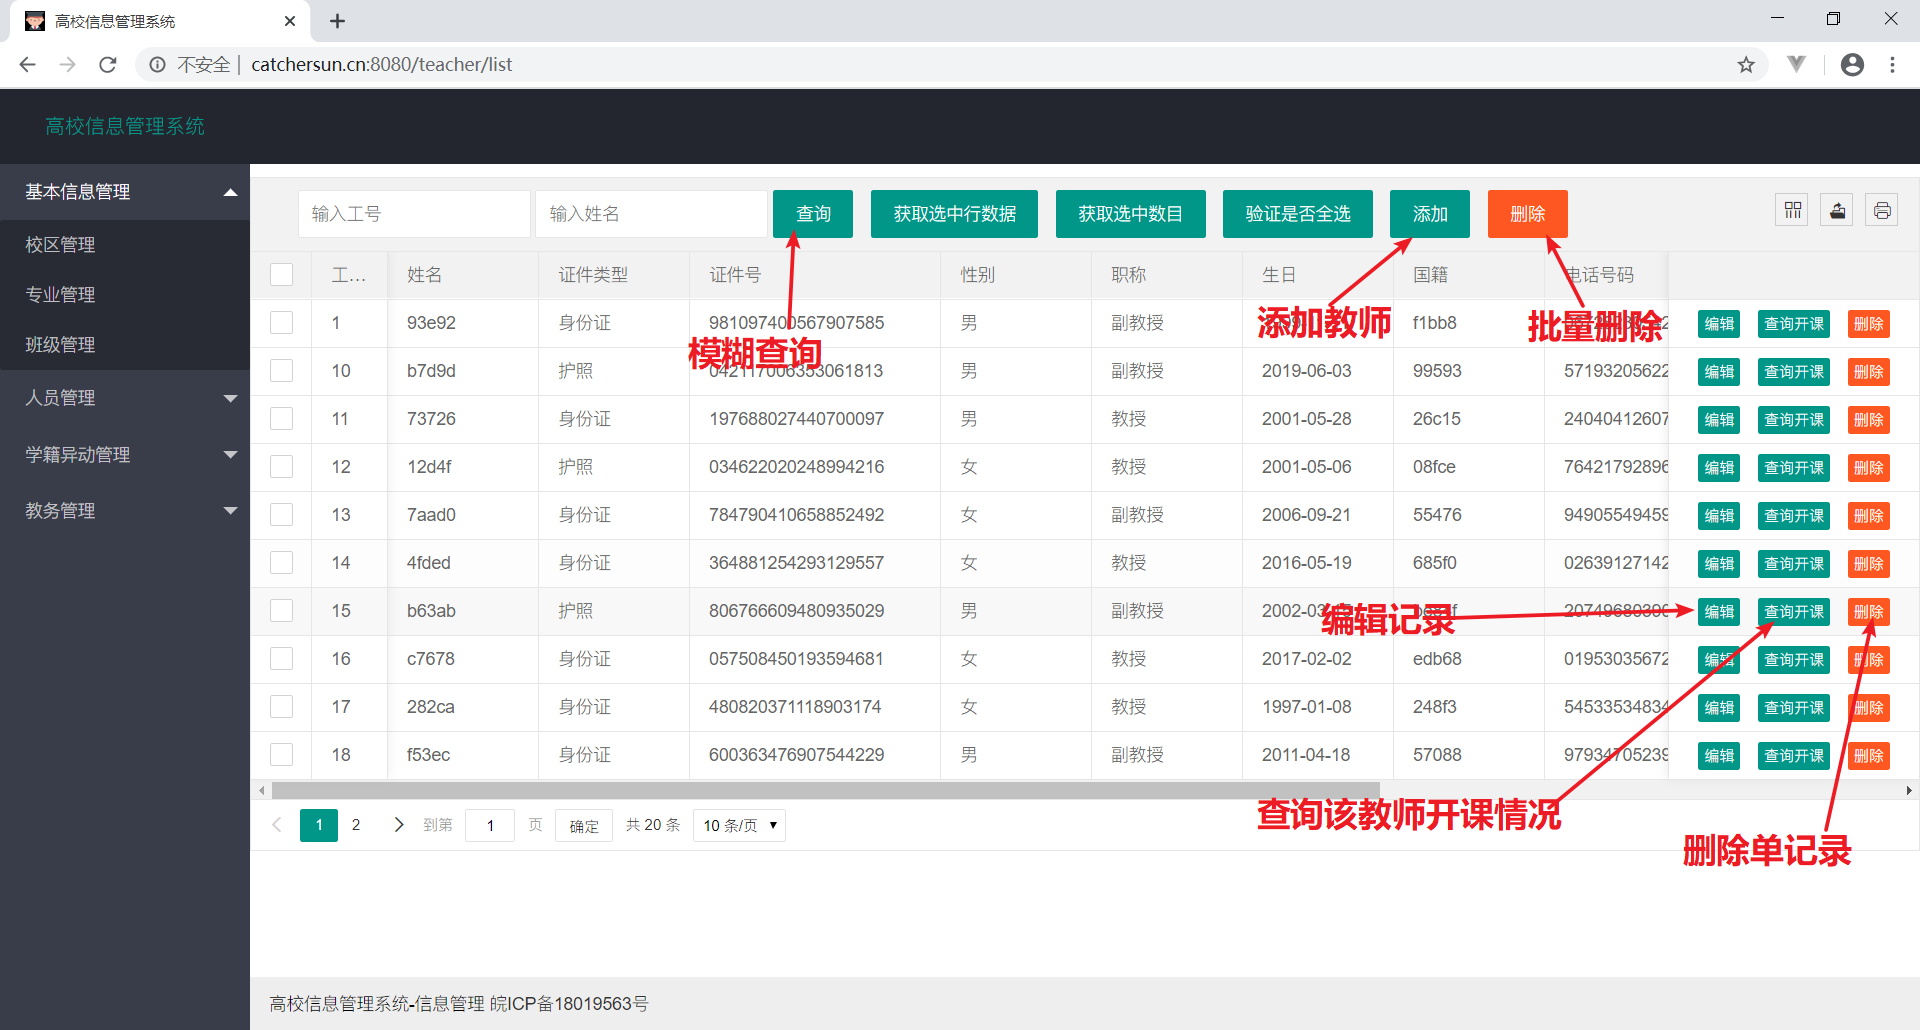 高校信息管理系统
不安全 | catchersun.cn:8080/teacher/list
高校信息管理系统
基本信息管理
校区管理
专业管理
班级管理
人员管理
学籍异动管理
教务管理
输入工号 输入姓名 查询 获取选中行数据 获取选中数目 验证是否全选 添加 删除
工... 姓名 证件类型 证件号 性别 职称 生日 国籍 电话号码
1 93e92 身份证 981097400567907585 男 副教授 f1bb8 编辑 查询开课 删除
添加教师
批量删除
模糊查询
10 b7d9d 护照 042117006353061813 男 副教授 2019-06-03 99593 57193205622 编辑 查询开课 删除
11 73726 身份证 197688027440700097 男 教授 2001-05-28 26c15 24040412607 编辑 查询开课 删除
12 12d4f 护照 034622020248994216 女 教授 2001-05-06 08fce 76421792896 编辑 查询开课 删除
13 7aad0 身份证 784790410658852492 女 副教授 2006-09-21 55476 94905549459 编辑 查询开课 删除
14 4fded 身份证 364881254293129557 女 教授 2016-05-19 685f0 02639127142 编辑 查询开课 删除
15 b63ab 护照 806766609480935029 男 副教授 编辑 查询开课 删除
编辑记录
16 c7678 身份证 057508450193594681 女 教授 2017-02-02 edb68 01953035672 编辑 查询开课 删除
17 282ca 身份证 480820371118903174 女 教授 1997-01-08 248f3 54533534834 编辑 查询开课 删除
18 f53ec 身份证 600363476907544229 男 副教授 2011-04-18 57088 97934705239 编辑 查询开课 删除
1 2 到第 1 页 确定 共 20 条 10 条/页
查询该教师开课情况
删除单记录
高校信息管理系统-信息管理 皖ICP备18019563号